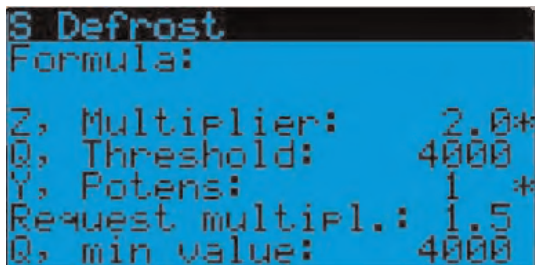 S Defrost
Formula:
Z, Multiplier: 2.0*
Q, Threshold: 4000
Y, Potens: 1 *
Request multipl.: 1.5
Q, min value: 4000